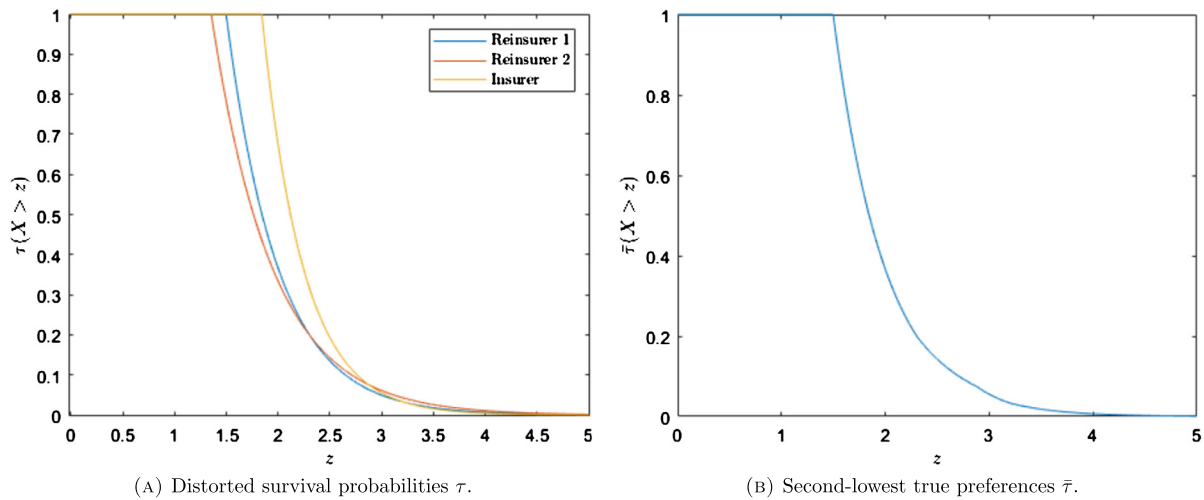 1
0.9
0.8
0.7
0.6
0.5
0.4
0.3
0.2
0.1
0
τ(X > z)
Reinsurer 1
Reinsurer 2
Insurer
0 0.5 1 1.5 2 2.5 3 3.5 4 4.5 5
z
(A) Distorted survival probabilities τ.
1
0.8
0.6
0.4
0.2
0
τ̄(X > z)
0 1 2 3 4 5
z
(B) Second-lowest true preferences τ̄.